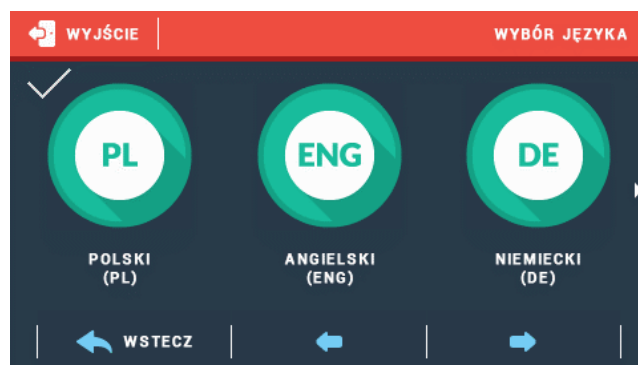 WYJŚCIE
WYBÓR JĘZYKA
PL
ENG
DE
POLSKI
(PL)
ANGIELSKI
(ENG)
NIEMIECKI
(DE)
WSTECZ